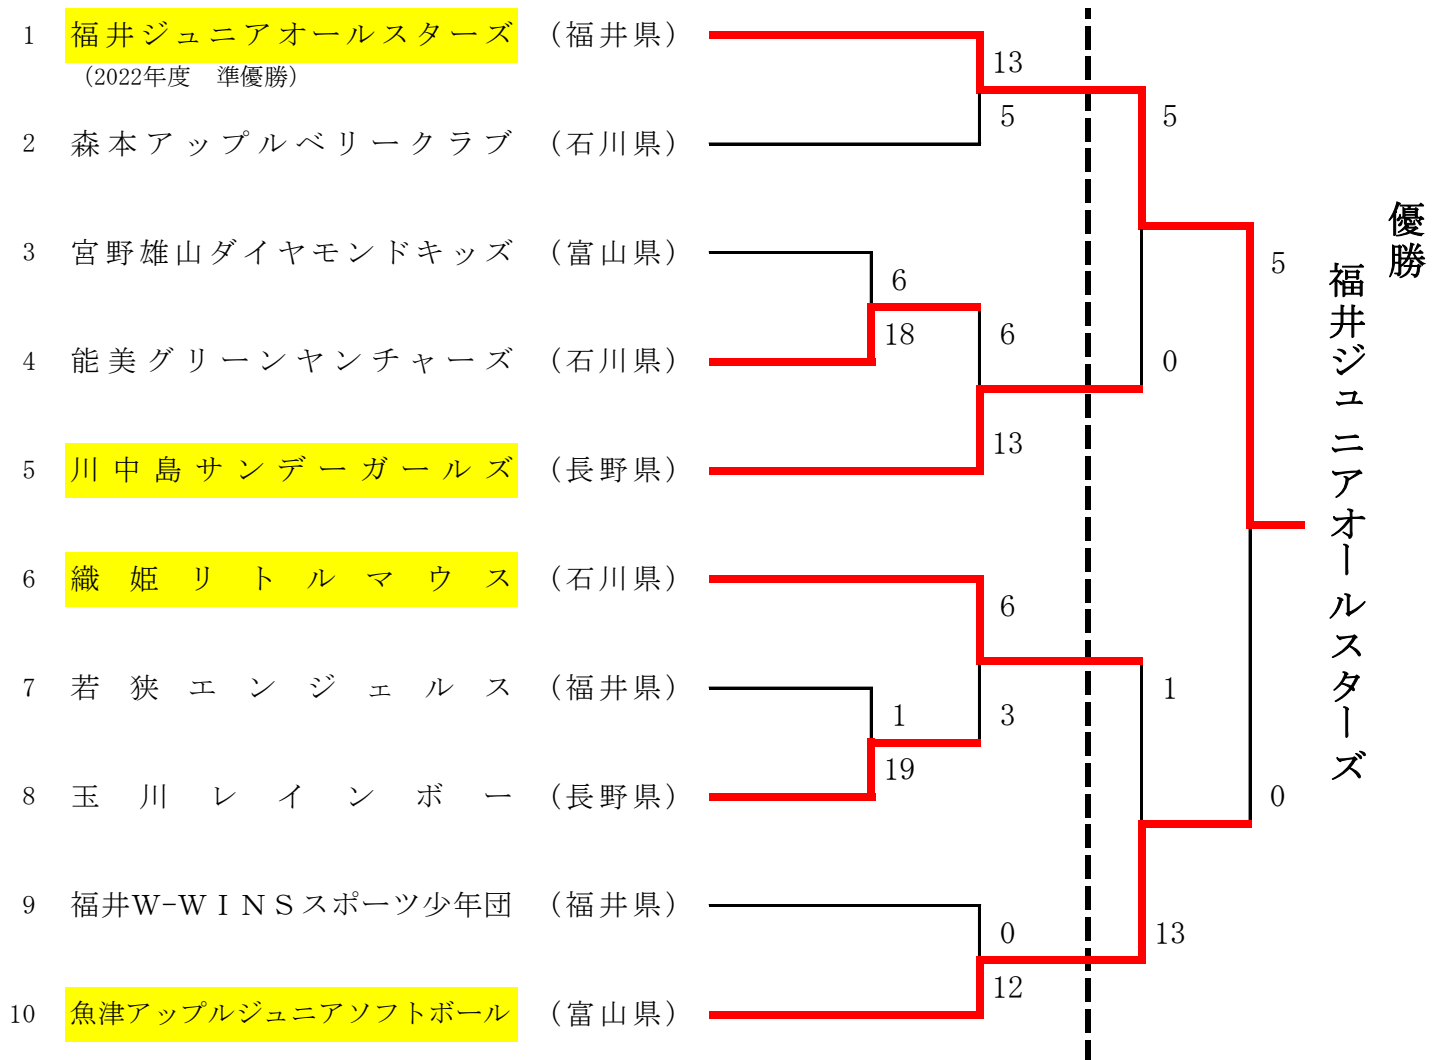 1 福井ジュニアオールスターズ （福井県）
（2022年度　準優勝）
2 森本アップルベリークラブ （石川県）
3 宮野雄山ダイヤモンドキッズ （富山県）
4 能美グリーンヤンチャーズ （石川県）
5 川中島サンデーガールズ （長野県）
6 織姫リトルマウス （石川県）
7 若狭エンジェルス （福井県）
8 玉川レインボー （長野県）
9 福井W-WＩＮＳスポーツ少年団 （福井県）
10 魚津アップルジュニアソフトボール （富山県）
13
5
6
18
6
13
6
1
19
3
0
12
5
0
1
13
5
0
優勝
福井ジュニアオールスターズ